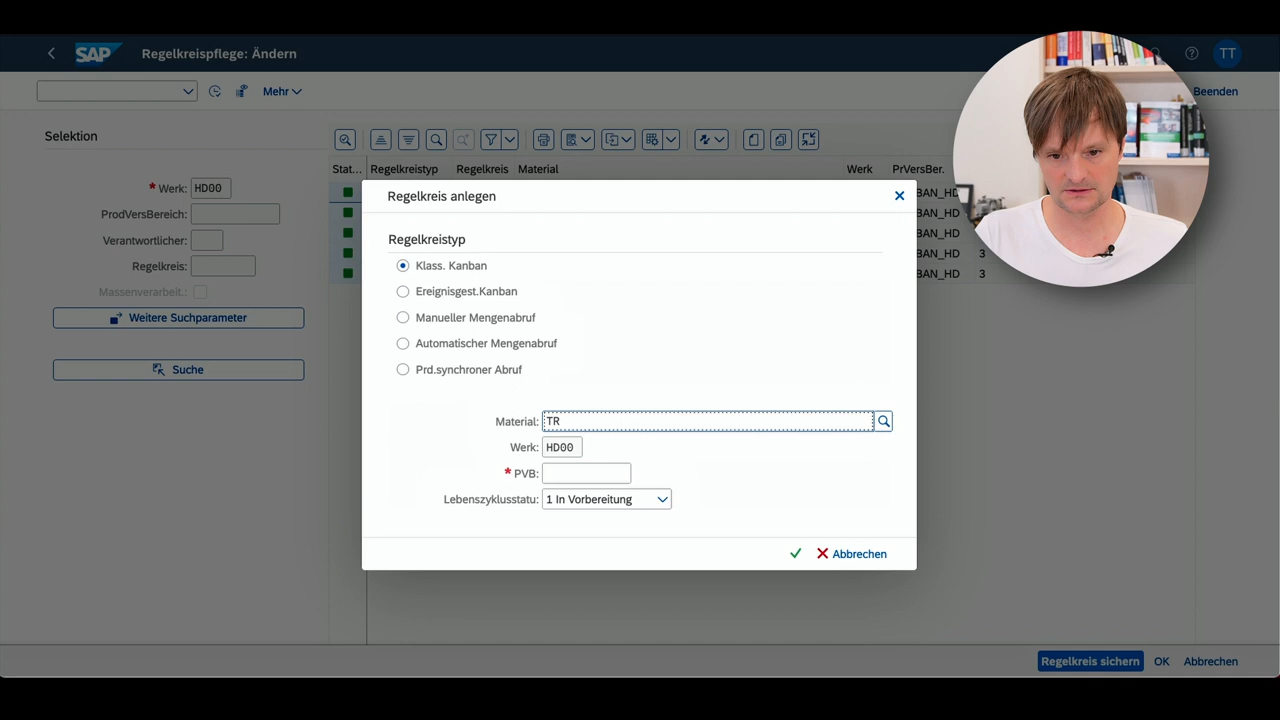 SAP Regelkreispflege: Ändern
TT
Mehr
Beenden
Selektion
Stat... Regelkreistyp Regelkreis Material Werk PrVersBer.
* Werk: HD00
ProdVersBereich:
Verantwortlicher:
Regelkreis:
Massenverarbeit.:
Weitere Suchparameter
Suche
BAN_HD
BAN_HD
BAN_HD
BAN_HD 3
BAN_HD 3
Regelkreis anlegen
Regelkreistyp
Klass. Kanban
Ereignisgest.Kanban
Manueller Mengenabruf
Automatischer Mengenabruf
Prd.synchroner Abruf
Material: TR
Werk: HD00
* PVB:
Lebenszyklusstatu: 1 In Vorbereitung
Abbrechen
Regelkreis sichern OK Abbrechen